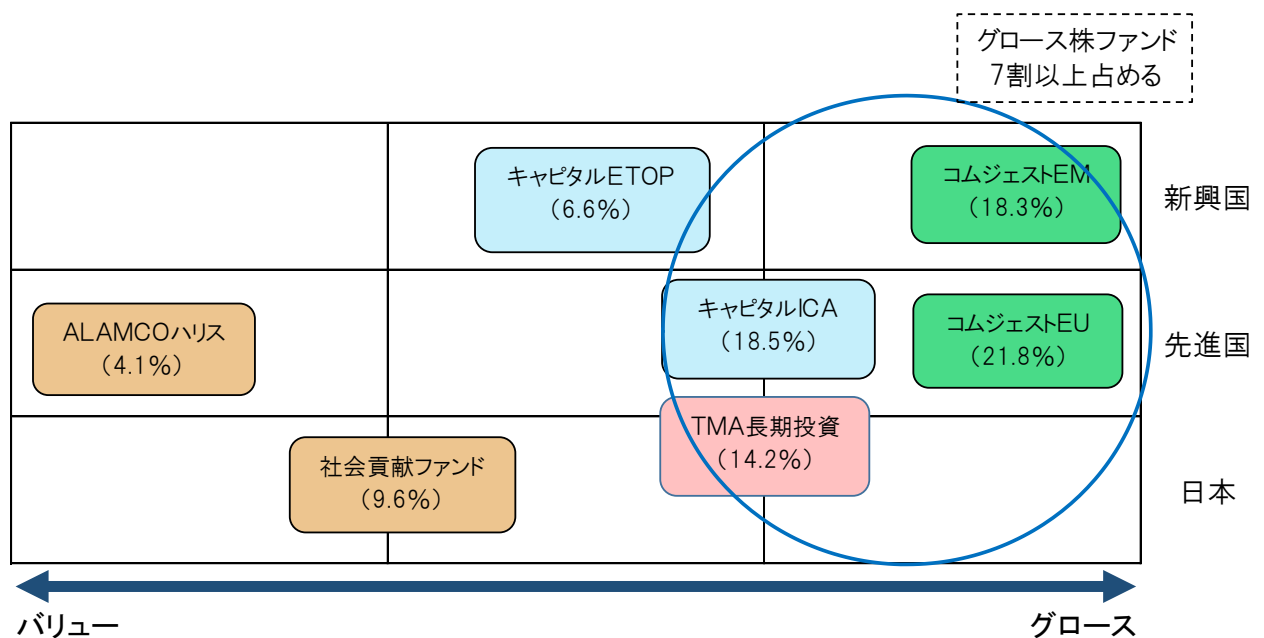 グロース株ファンド
7割以上占める
キャピタルETOP
（6.6%）
コムジェストEM
（18.3%）
新興国
ALAMCOハリス
（4.1%）
キャピタルICA
（18.5%）
コムジェストEU
（21.8%）
先進国
社会貢献ファンド
（9.6%）
TMA長期投資
（14.2%）
日本
バリュー
グロース